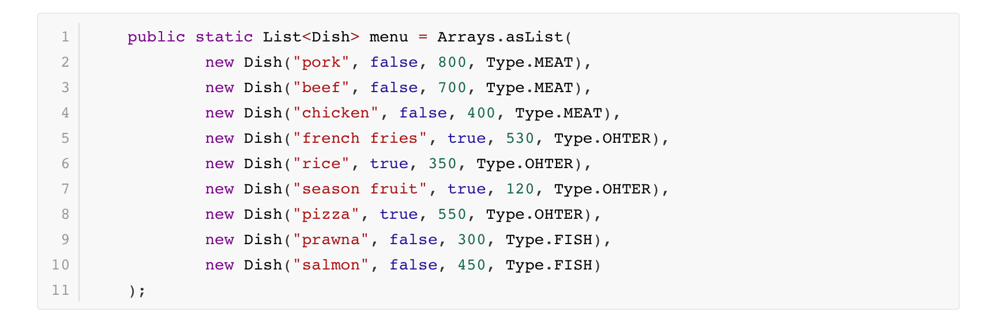 1 public static List<Dish> menu = Arrays.asList(
2 new Dish("pork", false, 800, Type.MEAT),
3 new Dish("beef", false, 700, Type.MEAT),
4 new Dish("chicken", false, 400, Type.MEAT),
5 new Dish("french fries", true, 530, Type.OHTER),
6 new Dish("rice", true, 350, Type.OHTER),
7 new Dish("season fruit", true, 120, Type.OHTER),
8 new Dish("pizza", true, 550, Type.OHTER),
9 new Dish("prawna", false, 300, Type.FISH),
10 new Dish("salmon", false, 450, Type.FISH)
11 );